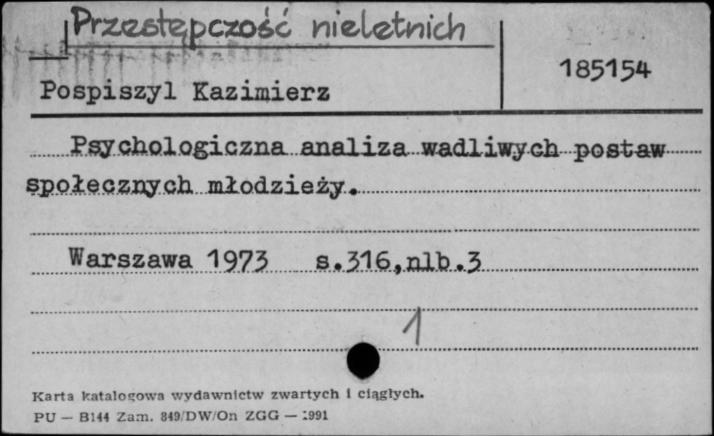 Przestępczość nieletnich
185154
Pospiszyl Kazimierz
Psychologiczna analiza wadliwych postaw
społecznych młodzieży.
Warszawa 1973 s.316,nlb.3
1
Karta katalogowa wydawnictw zwartych i ciągłych.
PU — B144 Zam. 849/DW/On ZGG — 1991